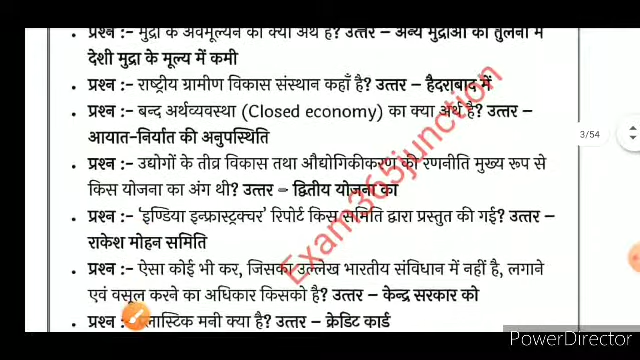 प्रश्न :- मुद्रा के अवमूल्यन का क्या अर्थ है? उत्तर – अन्य मुद्राओं की तुलना में
देशी मुद्रा के मूल्य में कमी
प्रश्न :- राष्ट्रीय ग्रामीण विकास संस्थान कहाँ है? उत्तर – हैदराबाद में
प्रश्न :- बन्द अर्थव्यवस्था (Closed economy) का क्या अर्थ है? उत्तर –
आयात-निर्यात की अनुपस्थिति
3/54
प्रश्न :- उद्योगों के तीव्र विकास तथा औद्योगिकीकरण की रणनीति मुख्य रूप से
किस योजना का अंग थी? उत्तर – द्वितीय योजना का
प्रश्न :- ‘इण्डिया इन्फ्रास्ट्रक्चर’ रिपोर्ट किस समिति द्वारा प्रस्तुत की गई? उत्तर –
राकेश मोहन समिति
प्रश्न :- ऐसा कोई भी कर, जिसका उल्लेख भारतीय संविधान में नहीं है, लगाने
एवं वसूल करने का अधिकार किसको है? उत्तर – केन्द्र सरकार को
प्रश्न :- प्लास्टिक मनी क्या है? उत्तर – क्रेडिट कार्ड
Exam365junction
PowerDirector